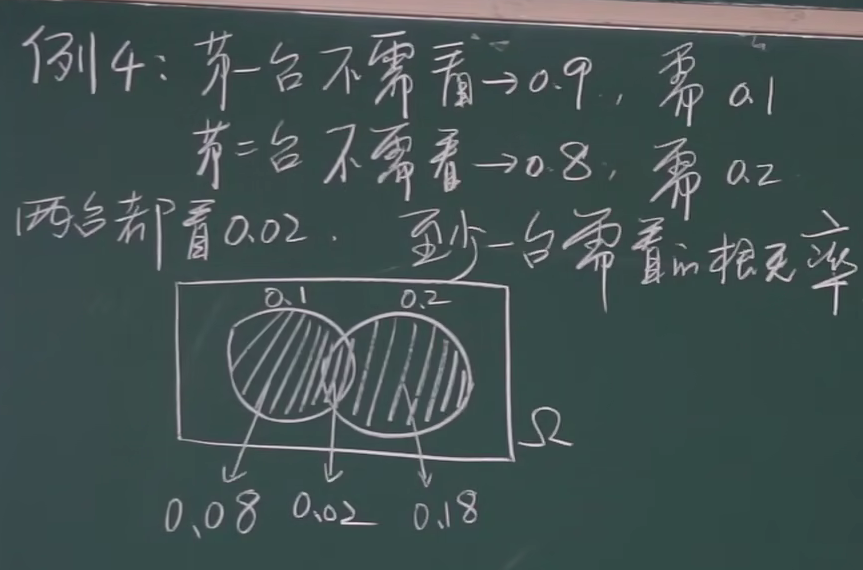 例4: 第一台不需看→0.9, 需0.1
第二台不需看→0.8, 需0.2
两台都看0.02. 至少一台需看的概率
0.1 0.2
Ω
0.08 0.02 0.18